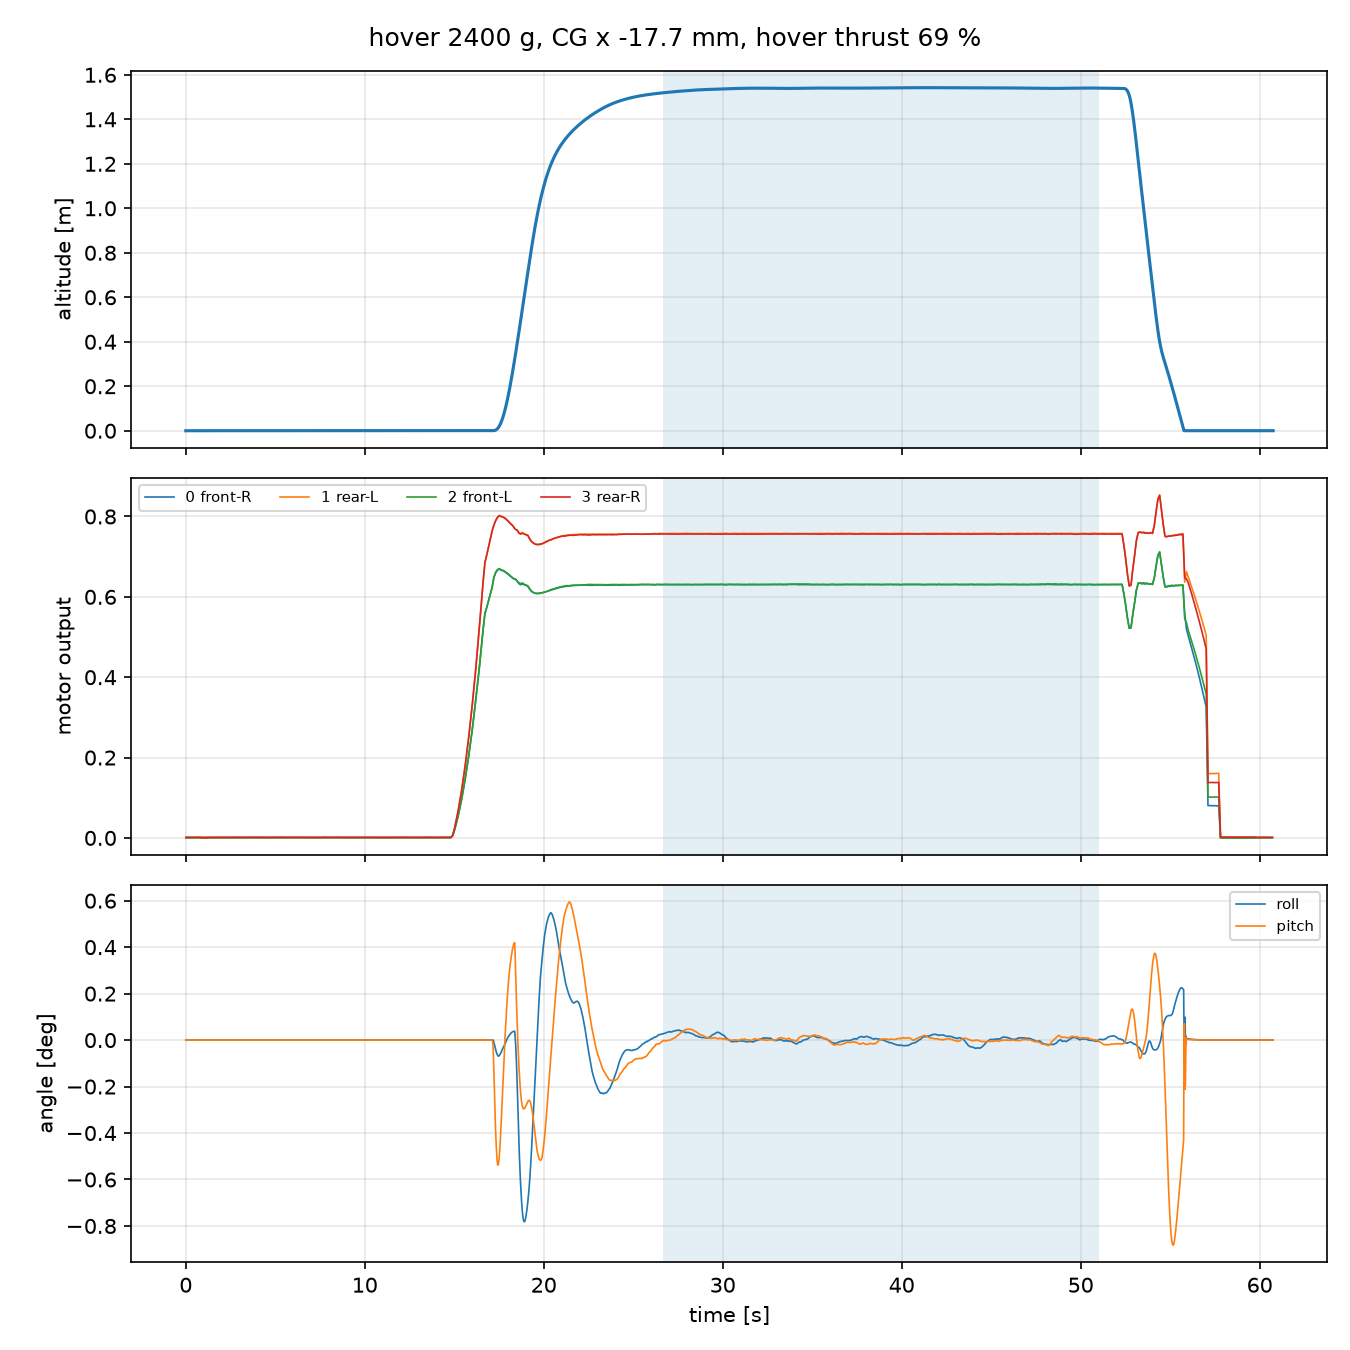 hover 2400 g, CG x -17.7 mm, hover thrust 69 %
1.6
1.4
1.2
1.0
0.8
0.6
0.4
0.2
0.0
altitude [m]
0 front-R 1 rear-L 2 front-L 3 rear-R
0.8
0.6
0.4
0.2
0.0
motor output
roll
pitch
0.6
0.4
0.2
0.0
−0.2
−0.4
−0.6
−0.8
angle [deg]
0 10 20 30 40 50 60
time [s]